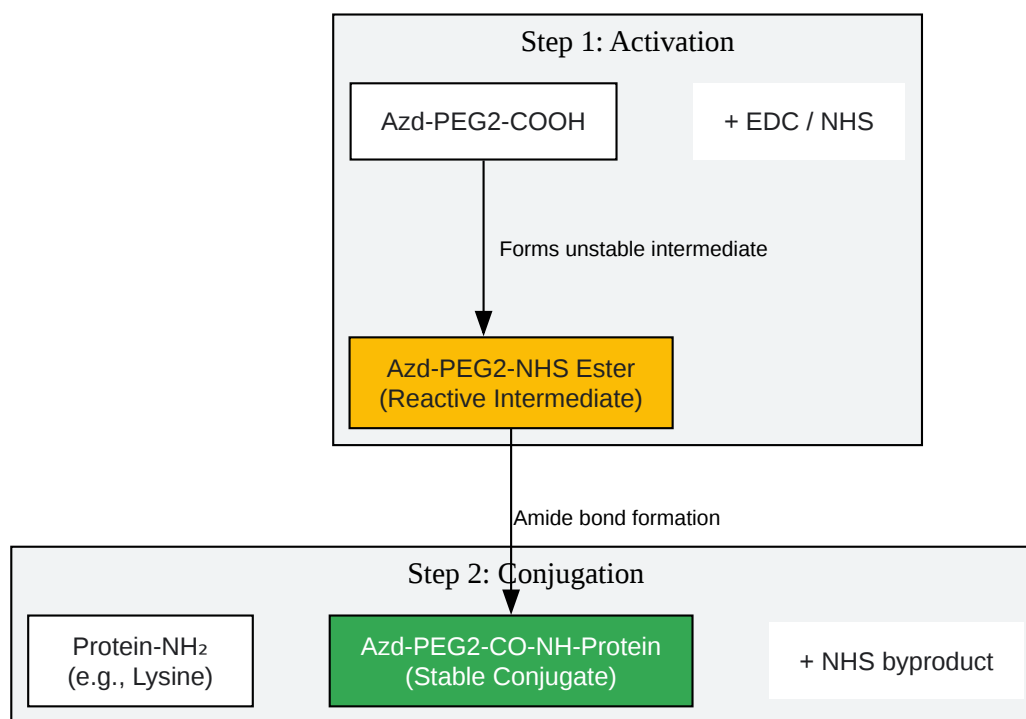 Step 1: Activation
Azd-PEG2-COOH
+ EDC / NHS
Forms unstable intermediate
Azd-PEG2-NHS Ester
(Reactive Intermediate)
Amide bond formation
Step 2: Conjugation
Protein-NH₂
(e.g., Lysine)
Azd-PEG2-CO-NH-Protein
(Stable Conjugate)
+ NHS byproduct